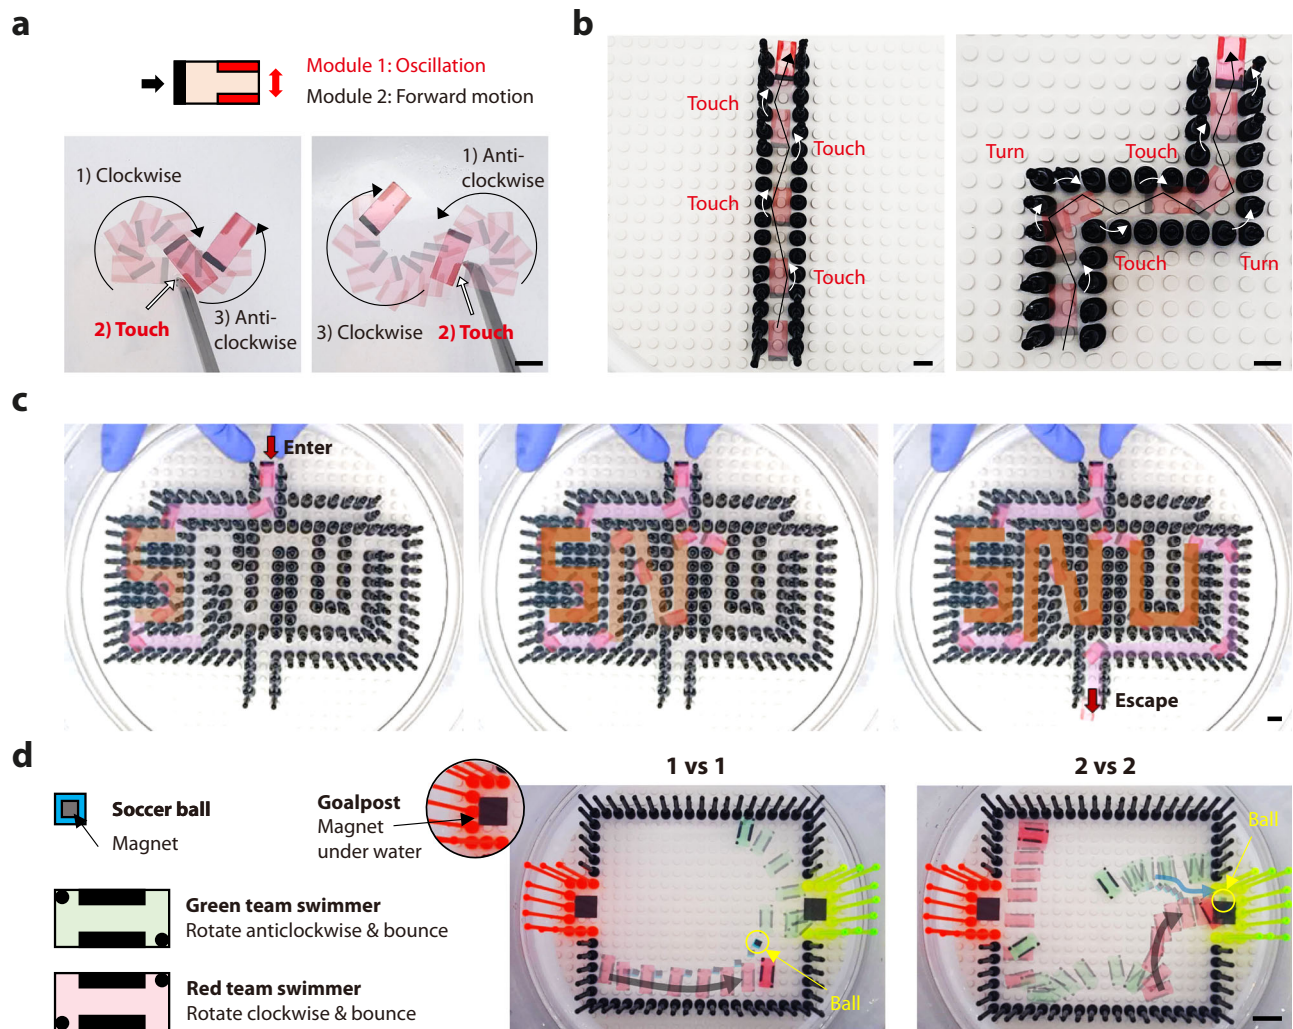 a
Module 1: Oscillation
Module 2: Forward motion
1) Clockwise
2) Touch
3) Anti-
clockwise
1) Anti-
clockwise
3) Clockwise
2) Touch
b
Touch
Touch
Touch
Touch
Turn
Touch
Touch
Turn
c
Enter
SNU
Escape
d
Soccer ball
Magnet
Goalpost
Magnet
under water
Green team swimmer
Rotate anticlockwise & bounce
Red team swimmer
Rotate clockwise & bounce
1 vs 1
Ball
2 vs 2
Ball